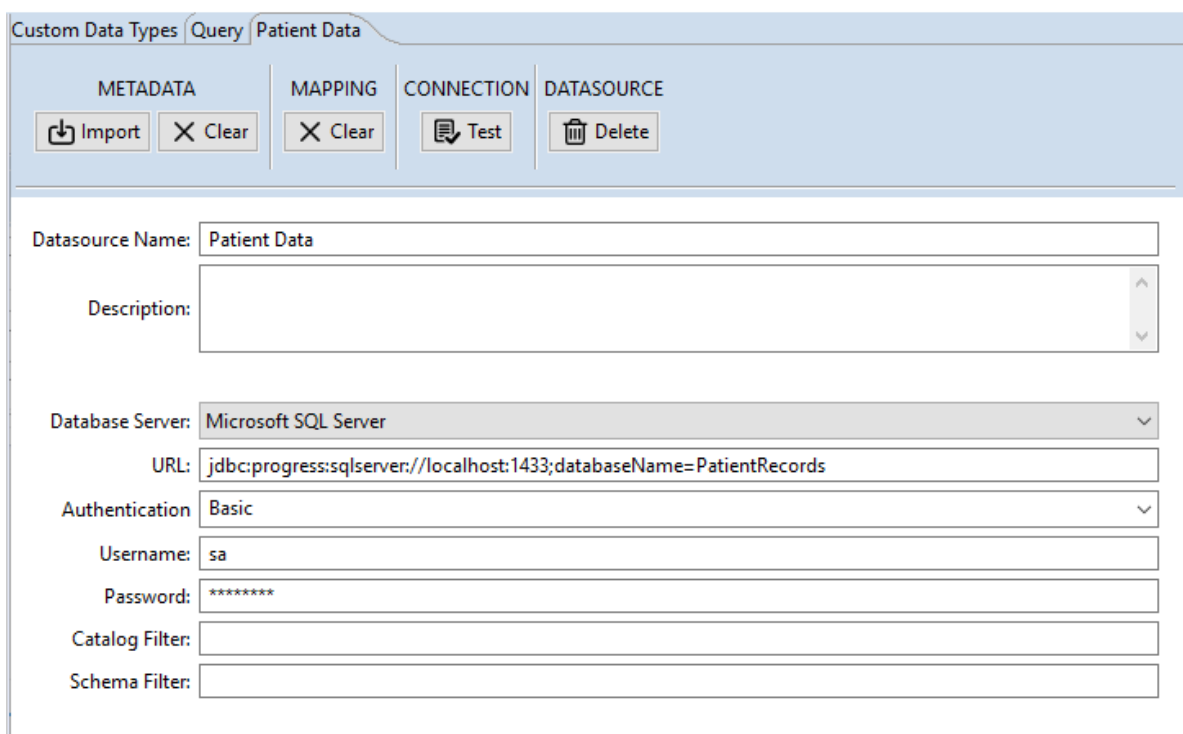 Custom Data Types Query Patient Data
METADATA MAPPING CONNECTION DATASOURCE
Import Clear Clear Test Delete
Datasource Name: Patient Data
Description:
Database Server: Microsoft SQL Server
URL: jdbc:progress:sqlserver://localhost:1433;databaseName=PatientRecords
Authentication Basic
Username: sa
Password: ********
Catalog Filter:
Schema Filter: